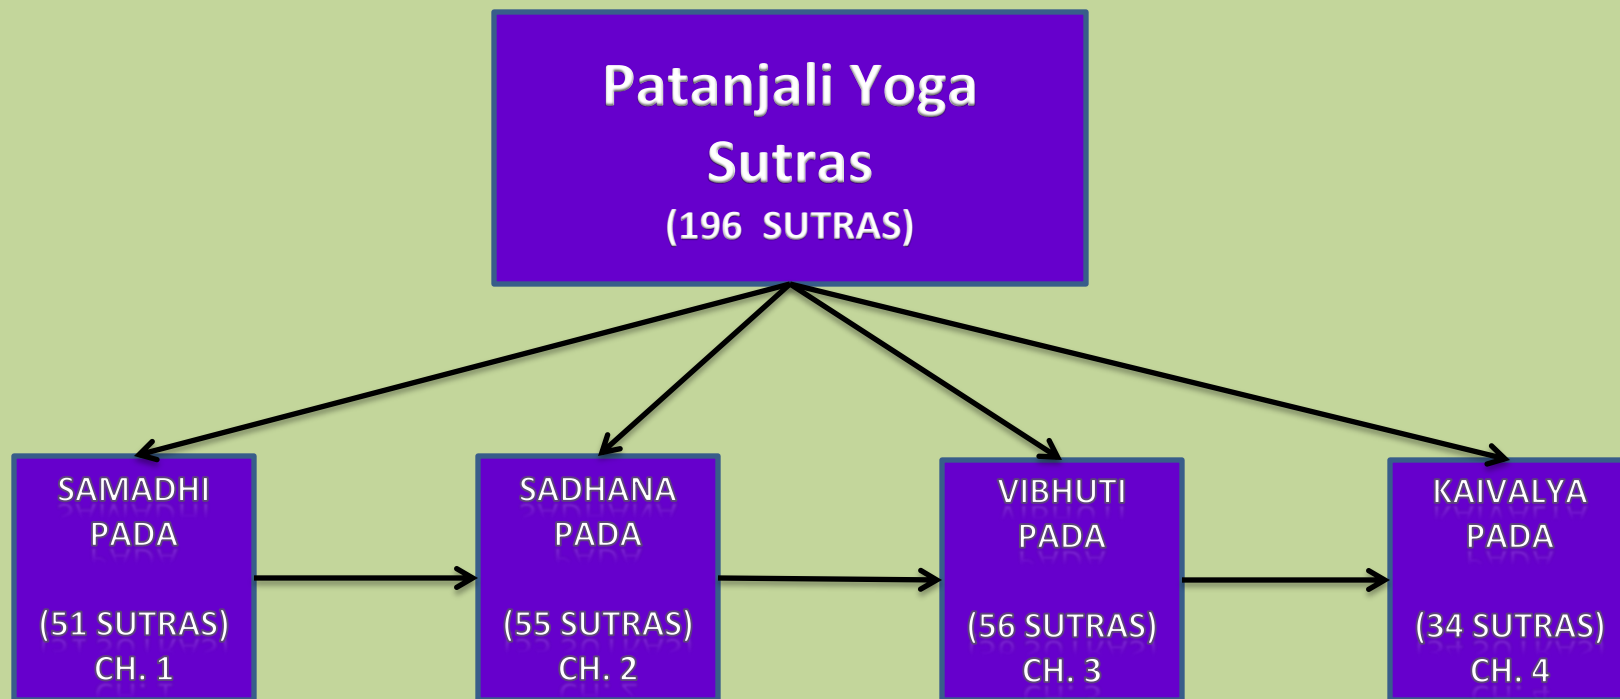 Patanjali Yoga
Sutras
(196 SUTRAS)
SAMADHI
PADA
(51 SUTRAS)
CH. 1
SADHANA
PADA
(55 SUTRAS)
CH. 2
VIBHUTI
PADA
(56 SUTRAS)
CH. 3
KAIVALYA
PADA
(34 SUTRAS)
CH. 4